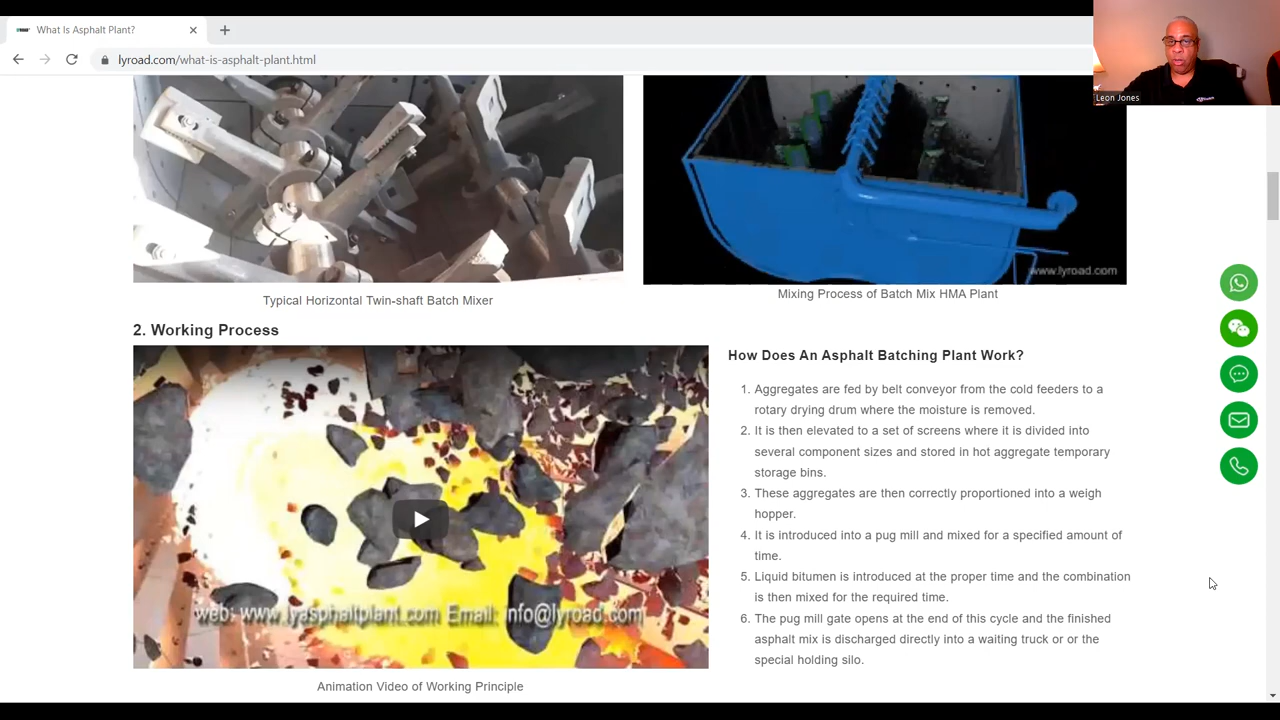 What Is Asphalt Plant?
lyroad.com/what-is-asphalt-plant.html
Leon Jones
www.lyroad.com
Typical Horizontal Twin-shaft Batch Mixer
Mixing Process of Batch Mix HMA Plant
2. Working Process
web: www.lyasphaltplant.com Email: info@lyroad.com
Animation Video of Working Principle
How Does An Asphalt Batching Plant Work?
1. Aggregates are fed by belt conveyor from the cold feeders to a
rotary drying drum where the moisture is removed.
2. It is then elevated to a set of screens where it is divided into
several component sizes and stored in hot aggregate temporary
storage bins.
3. These aggregates are then correctly proportioned into a weigh
hopper.
4. It is introduced into a pug mill and mixed for a specified amount of
time.
5. Liquid bitumen is introduced at the proper time and the combination
is then mixed for the required time.
6. The pug mill gate opens at the end of this cycle and the finished
asphalt mix is discharged directly into a waiting truck or or the
special holding silo.